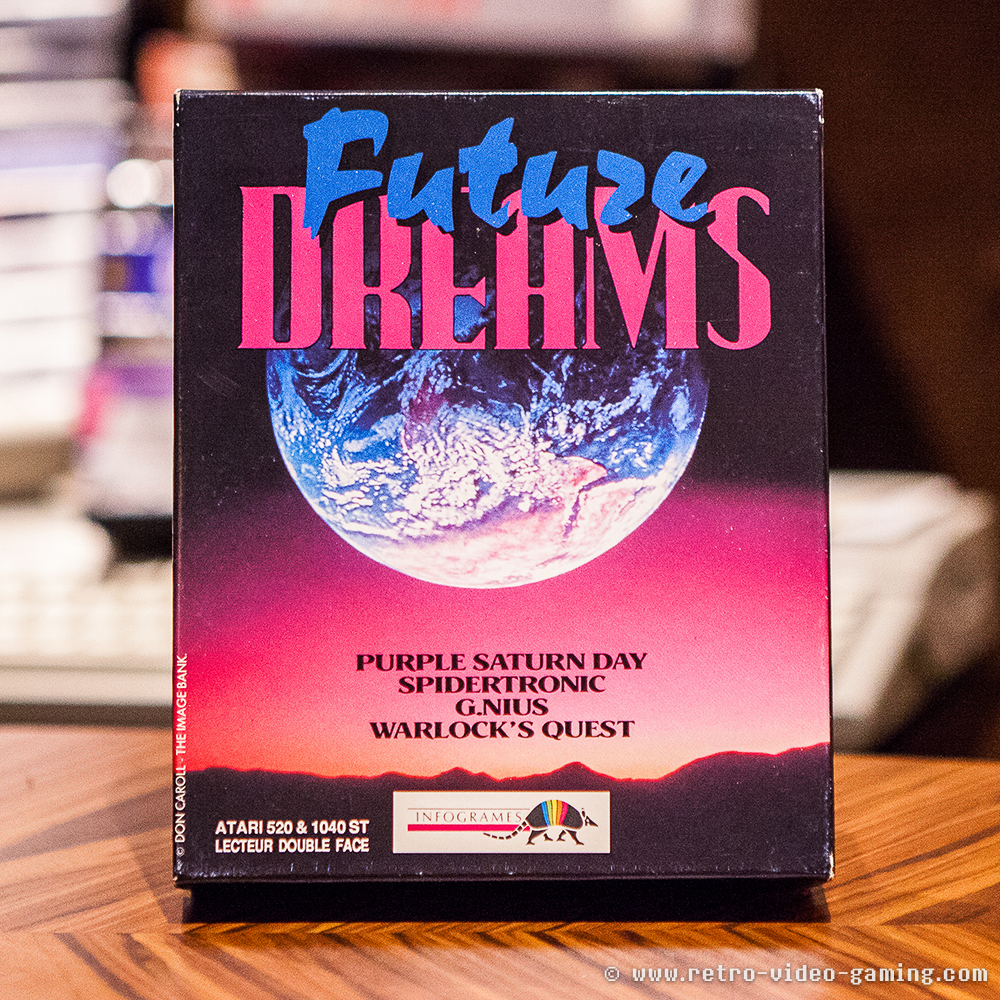 Future
DREAMS
PURPLE SATURN DAY
SPIDERTRONIC
G.NIUS
WARLOCK'S QUEST
© DON CAROLL - THE IMAGE BANK
ATARI 520 & 1040 ST
LECTEUR DOUBLE FACE
INFOGRAMES
© www.retro-video-gaming.com